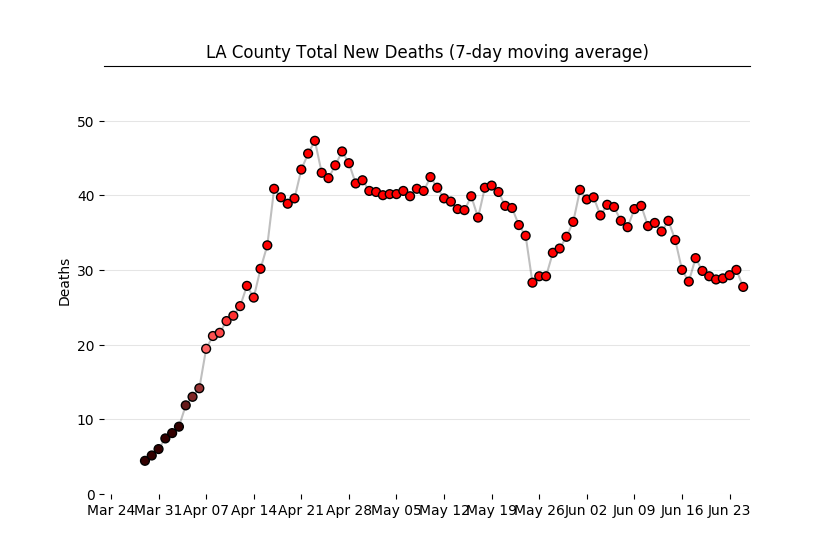 LA County Total New Deaths (7-day moving average)
50
40
30
20
10
0
Deaths
Mar 24 Mar 31 Apr 07 Apr 14 Apr 21 Apr 28 May 05 May 12 May 19 May 26 Jun 02 Jun 09 Jun 16 Jun 23